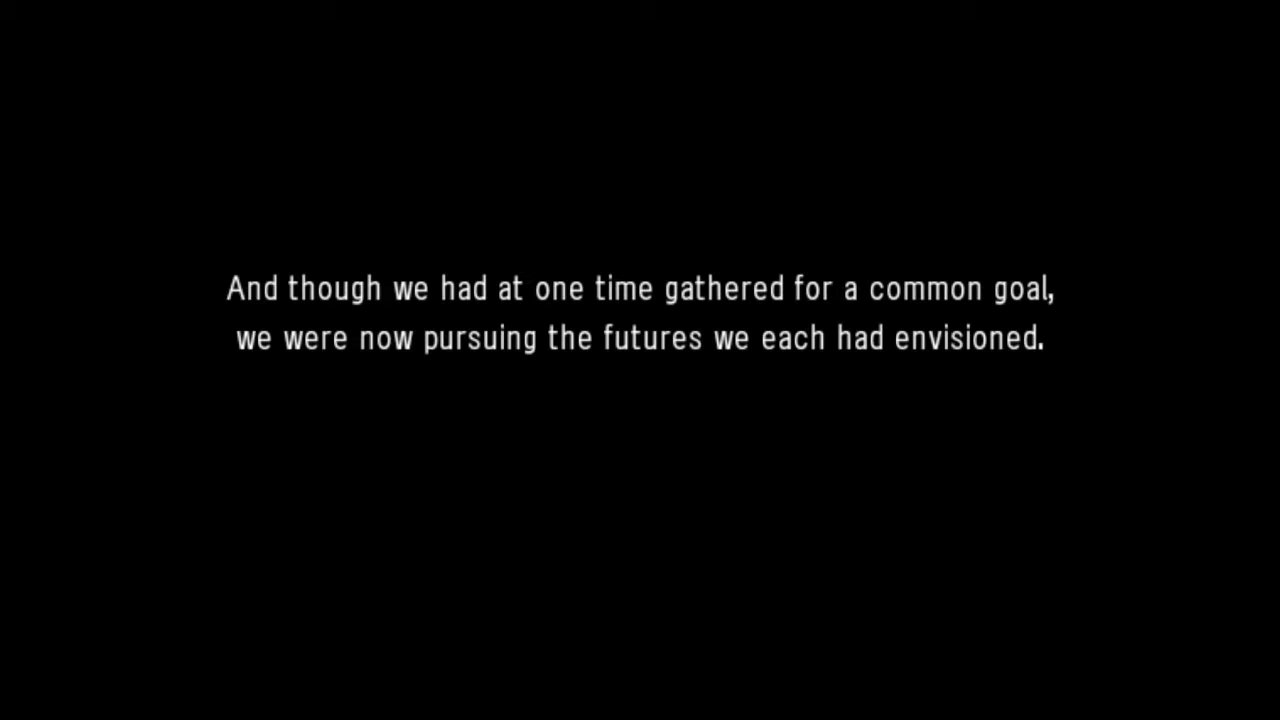 And though we had at one time gathered for a common goal,
we were now pursuing the futures we each had envisioned.